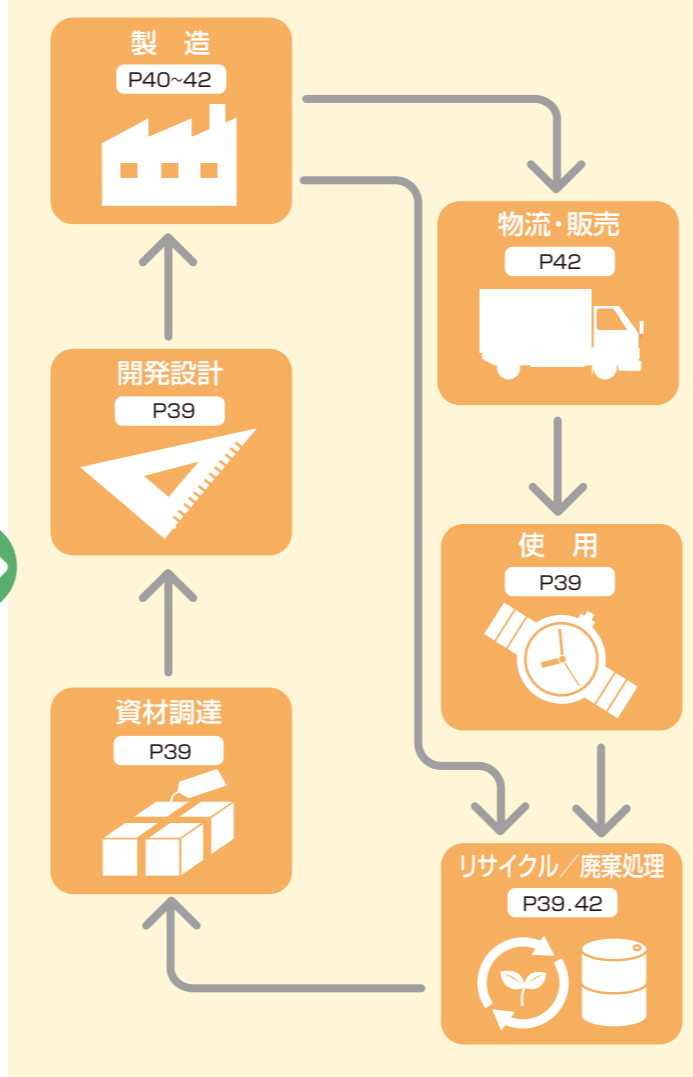 製　造
P40~42
物流・販売
P42
開発設計
P39
使　用
P39
資材調達
P39
リサイクル／廃棄処理
P39.42